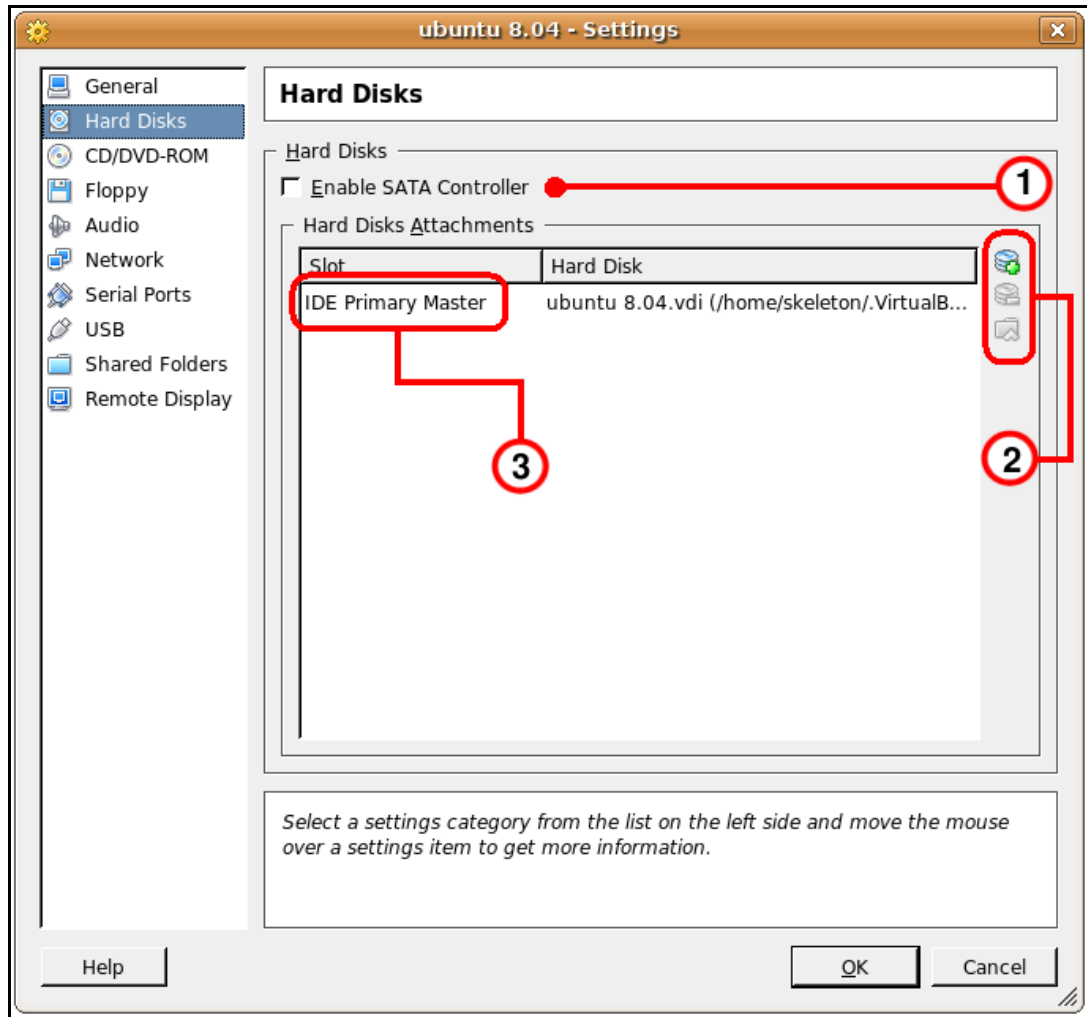 ubuntu 8.04 - Settings
General
Hard Disks
CD/DVD-ROM
Floppy
Audio
Network
Serial Ports
USB
Shared Folders
Remote Display
Hard Disks
Hard Disks
Enable SATA Controller
1
Hard Disks Attachments
Slot Hard Disk
IDE Primary Master ubuntu 8.04.vdi (/home/skeleton/.VirtualB...
2
3
Select a settings category from the list on the left side and move the mouse
over a settings item to get more information.
Help OK Cancel